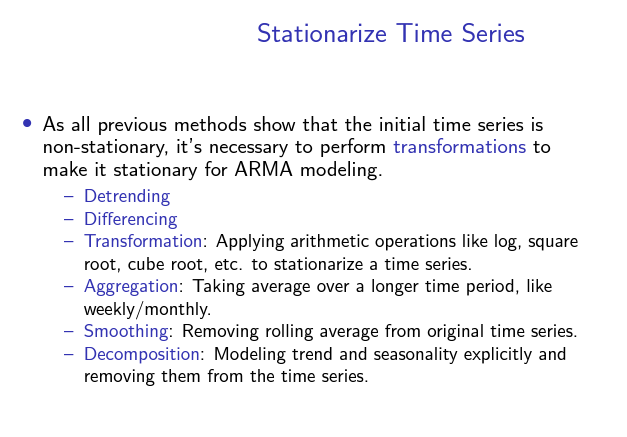 Stationarize Time Series
• As all previous methods show that the initial time series is
non-stationary, it's necessary to perform transformations to
make it stationary for ARMA modeling.
– Detrending
– Differencing
– Transformation: Applying arithmetic operations like log, square
root, cube root, etc. to stationarize a time series.
– Aggregation: Taking average over a longer time period, like
weekly/monthly.
– Smoothing: Removing rolling average from original time series.
– Decomposition: Modeling trend and seasonality explicitly and
removing them from the time series.